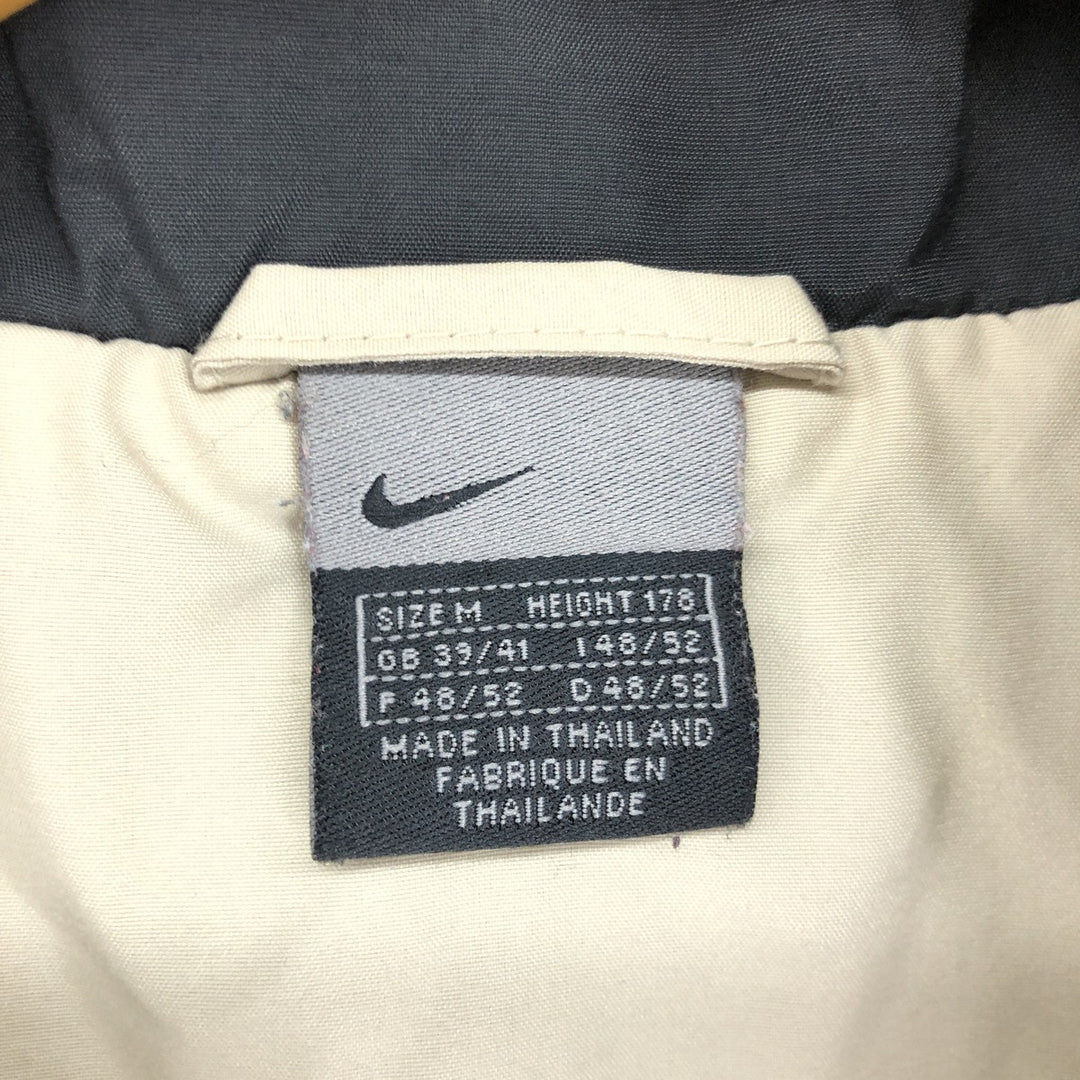 SIZE M HEIGHT 178
GB 39/41 I 48/52
F 48/52 D 48/52
MADE IN THAILAND
FABRIQUE EN
THAILANDE